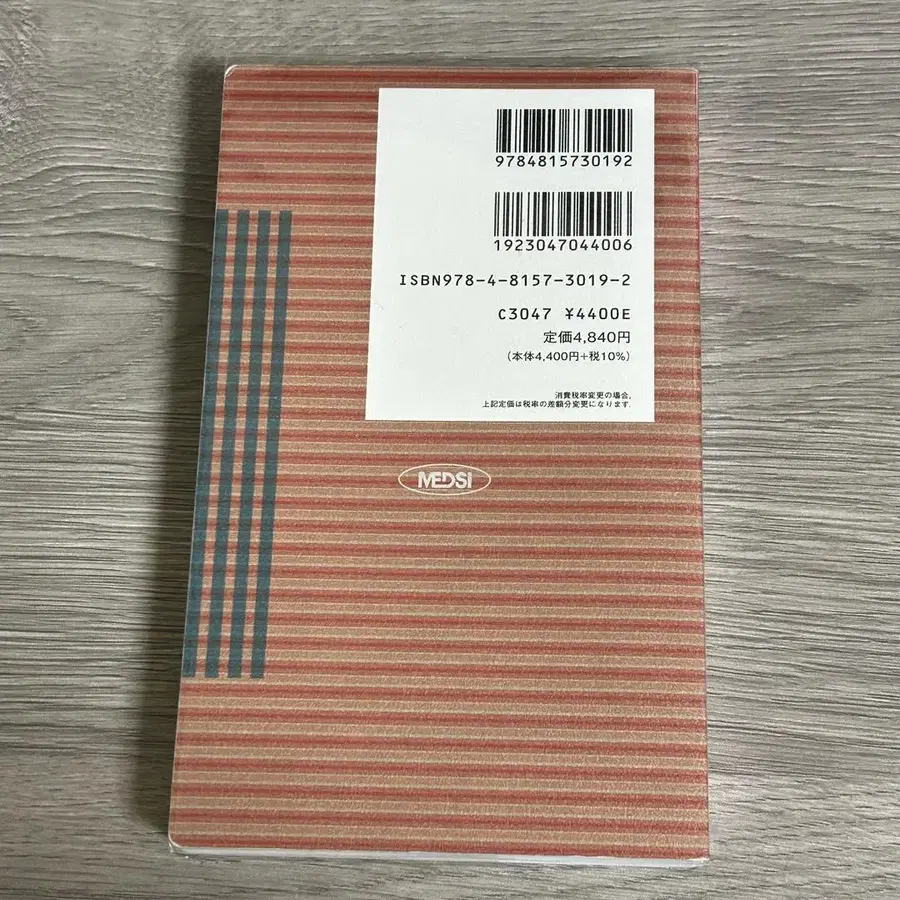 9784815730192
1923047044006
ISBN978-4-8157-3019-2
C3047 ¥4400E
定価4,840円
（本体4,400円+税10%）
消費税率変更の場合,
上記定価は税率の差額分変更になります.
MEDSI